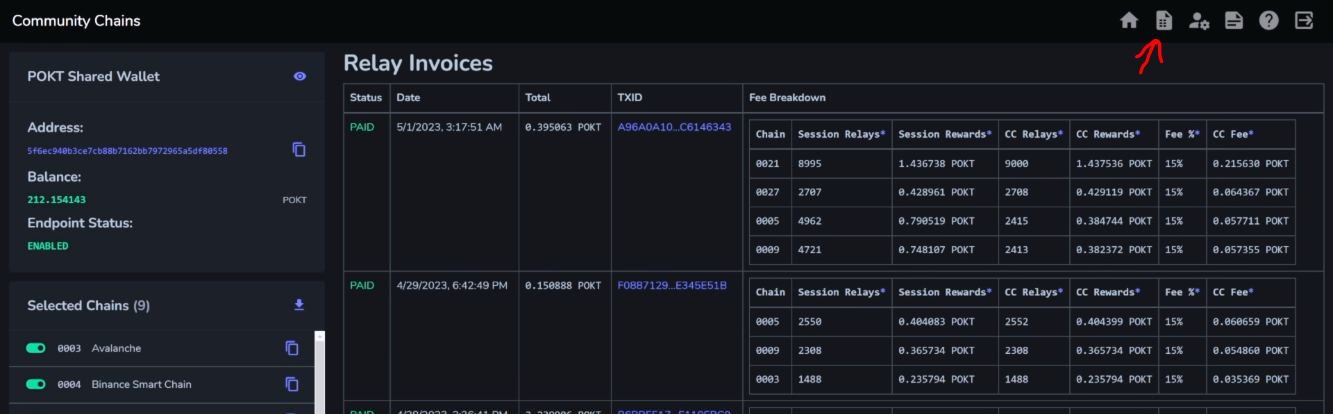 Community Chains
POKT Shared Wallet
Address:
5f6ec940b3ce7cb88b7162bb7972965a5df80558
Balance:
212.154143 POKT
Endpoint Status:
ENABLED
Selected Chains (9)
0003 Avalanche
0004 Binance Smart Chain
Relay Invoices
Status Date Total TXID Fee Breakdown
PAID 5/1/2023, 3:17:51 AM 0.395063 POKT A96A0A10...C6146343
Chain Session Relays* Session Rewards* CC Relays* CC Rewards* Fee %* CC Fee*
0021 8995 1.436738 POKT 9000 1.437536 POKT 15% 0.215630 POKT
0027 2707 0.428961 POKT 2708 0.429119 POKT 15% 0.064367 POKT
0005 4962 0.790519 POKT 2415 0.384744 POKT 15% 0.057711 POKT
0009 4721 0.748107 POKT 2413 0.382372 POKT 15% 0.057355 POKT
PAID 4/29/2023, 6:42:49 PM 0.150888 POKT F0887129...E345E51B
Chain Session Relays* Session Rewards* CC Relays* CC Rewards* Fee %* CC Fee*
0005 2550 0.404083 POKT 2552 0.404399 POKT 15% 0.060659 POKT
0009 2308 0.365734 POKT 2308 0.365734 POKT 15% 0.054860 POKT
0003 1488 0.235794 POKT 1488 0.235794 POKT 15% 0.035369 POKT